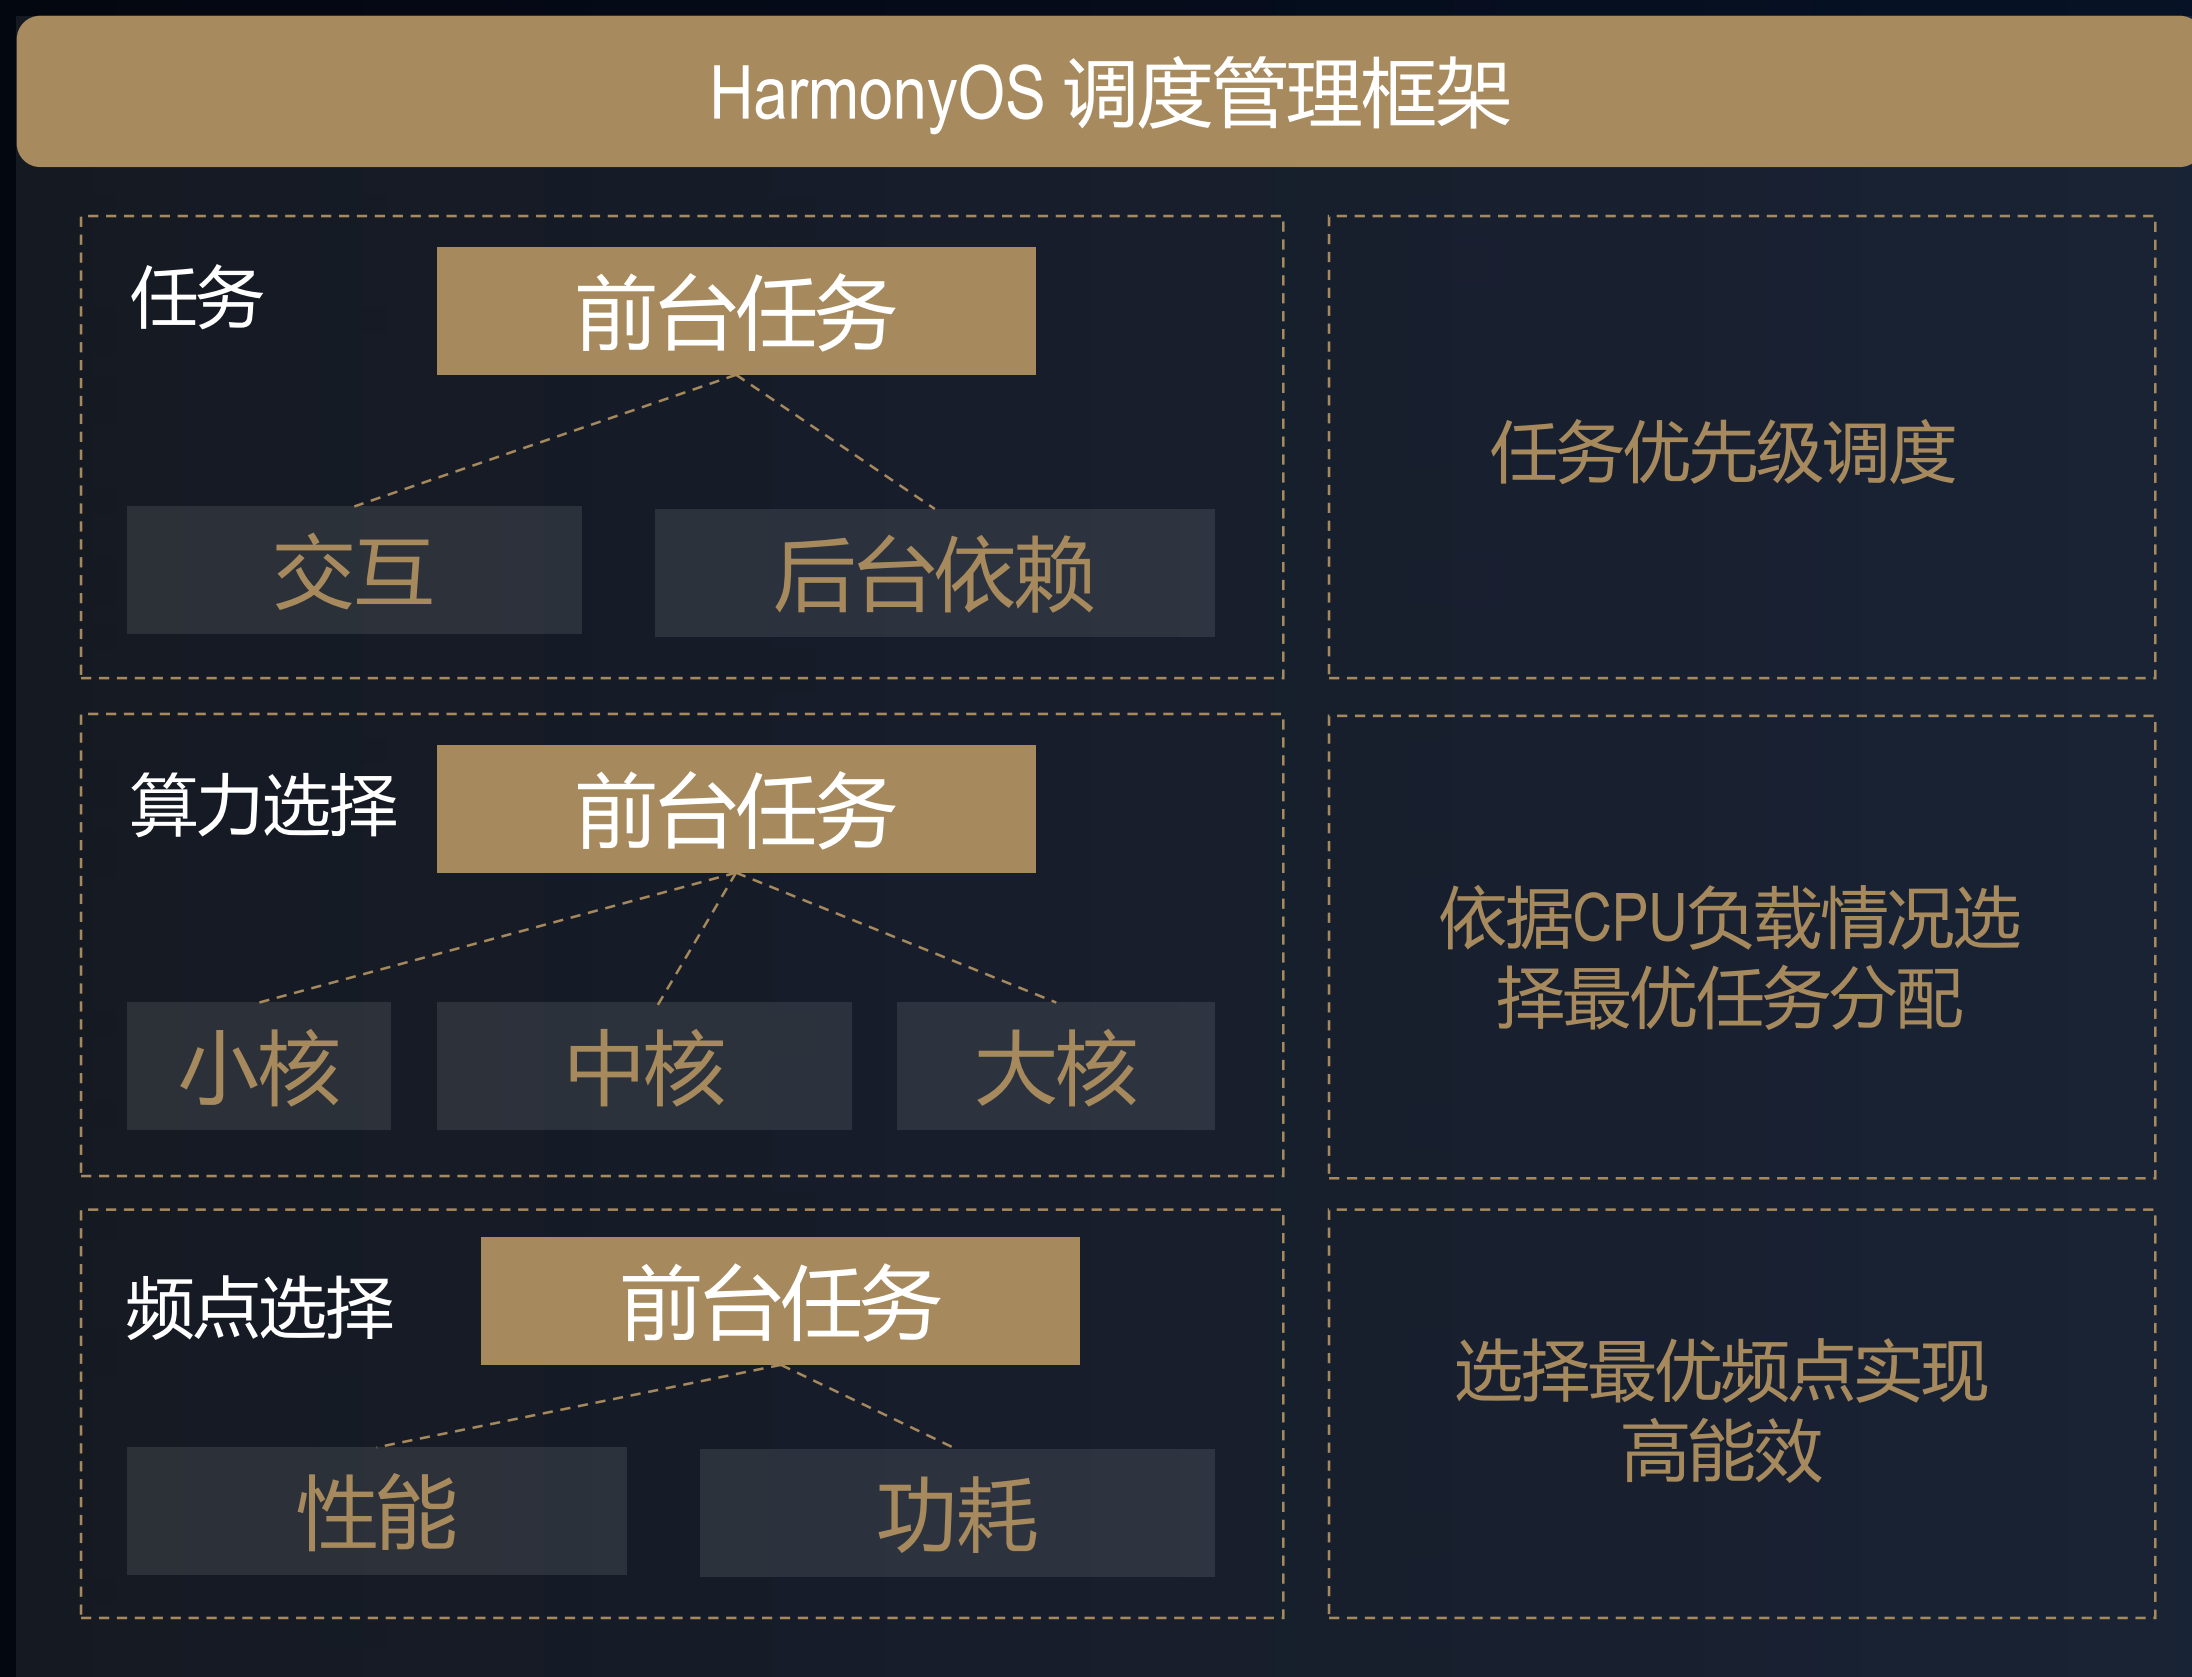 HarmonyOS 调度管理框架
任务
前台任务
交互
后台依赖
任务优先级调度
算力选择
前台任务
小核
中核
大核
依据CPU负载情况选
择最优任务分配
频点选择
前台任务
性能
功耗
选择最优频点实现
高能效